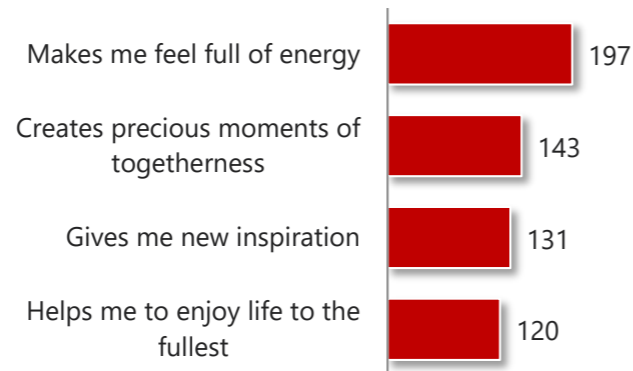 Makes me feel full of energy
197
Creates precious moments of
togetherness
143
Gives me new inspiration
131
Helps me to enjoy life to the
fullest
120